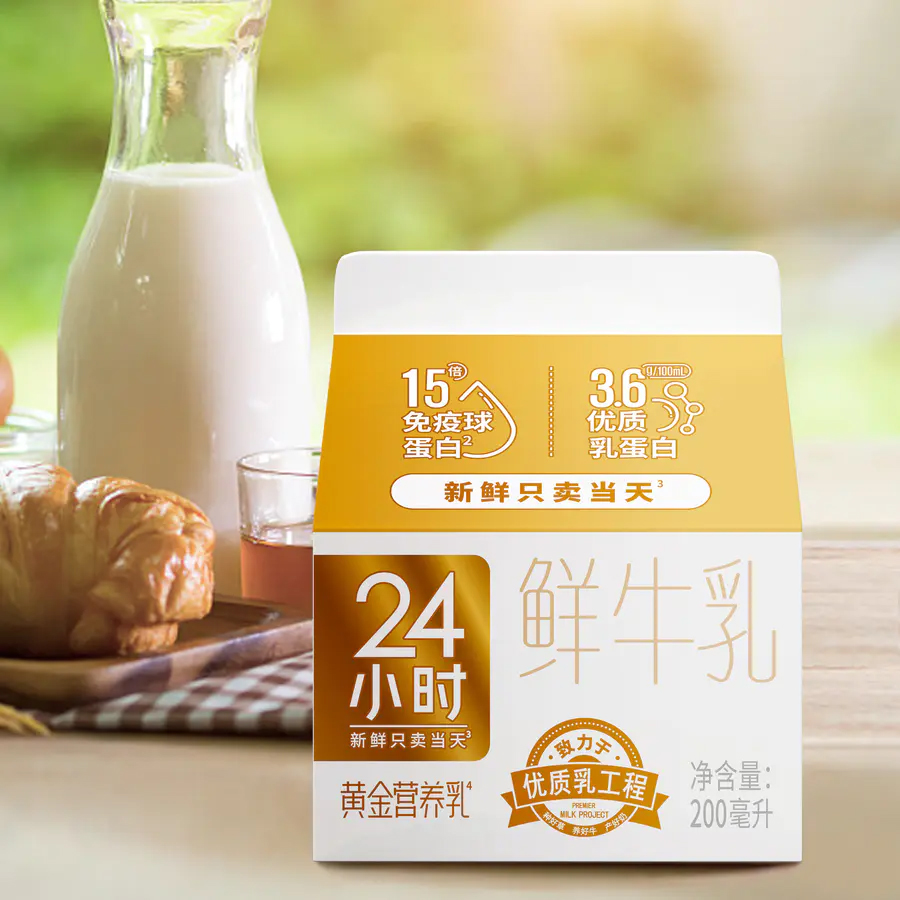 15倍
免疫球
蛋白2
3.6g/100mL
优质
乳蛋白
新鲜只卖当天3
24
小时
新鲜只卖当天3
黄金营养乳4
鲜牛乳
致力于
优质乳工程
PREMIER
MILK PROJECT
种好草 养好牛 产好奶
净含量:
200毫升